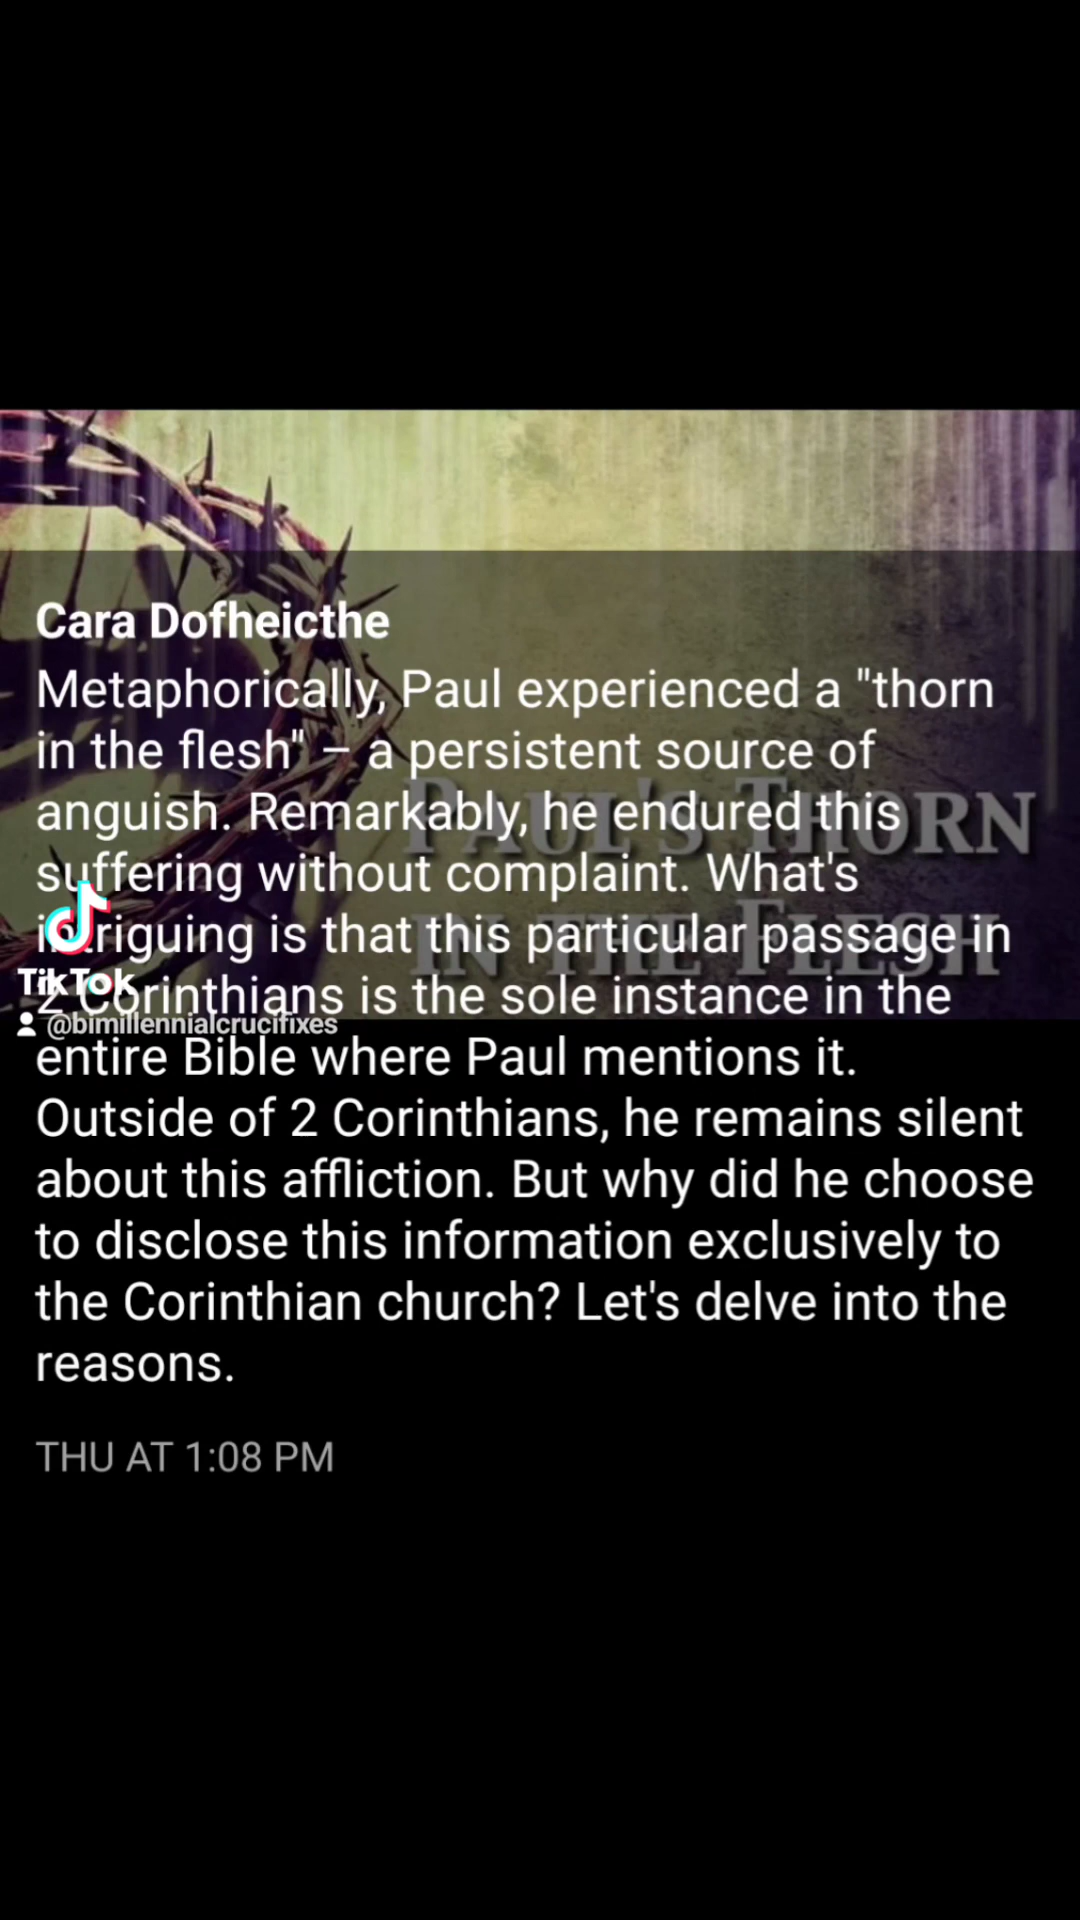 Cara Dofheicthe
Metaphorically, Paul experienced a "thorn
in the flesh" – a persistent source of
anguish. Remarkably, he endured this
suffering without complaint. What's
intriguing is that this particular passage in
2 Corinthians is the sole instance in the
entire Bible where Paul mentions it.
Outside of 2 Corinthians, he remains silent
about this affliction. But why did he choose
to disclose this information exclusively to
the Corinthian church? Let's delve into the
reasons.
THU AT 1:08 PM
PAUL'S THORN
IN THE FLESH
TikTok
@bimillennialcrucifixes